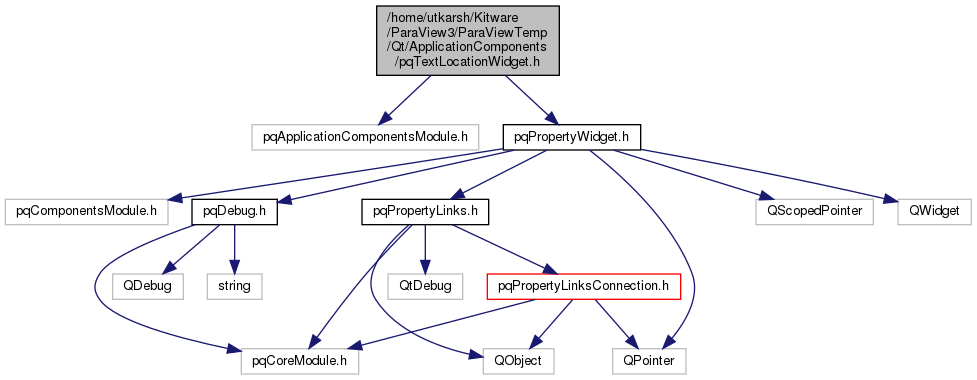 /home/utkarsh/Kitware
/ParaView3/ParaViewTemp
/Qt/ApplicationComponents
/pqTextLocationWidget.h
pqApplicationComponentsModule.h
pqPropertyWidget.h
pqComponentsModule.h
pqDebug.h
pqPropertyLinks.h
QScopedPointer
QWidget
QDebug
string
QtDebug
pqPropertyLinksConnection.h
pqCoreModule.h
QObject
QPointer